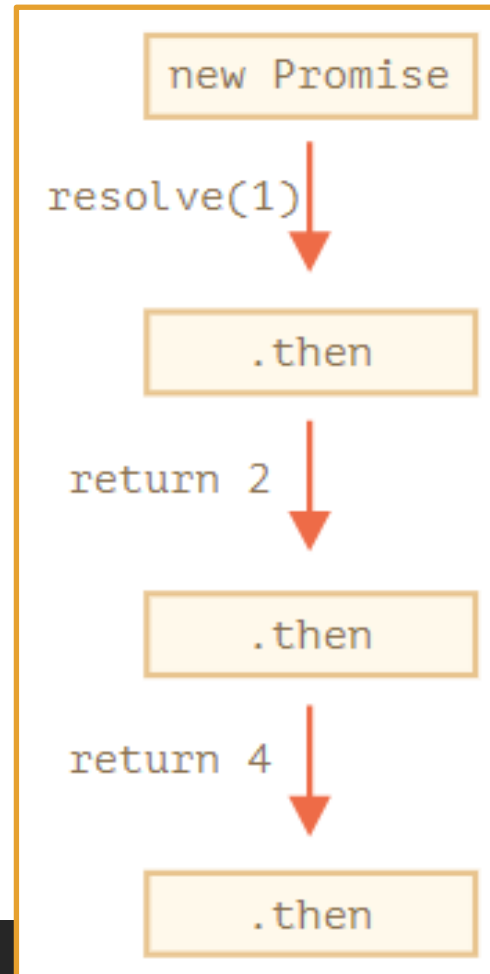 new Promise
resolve(1)
.then
return 2
.then
return 4
.then